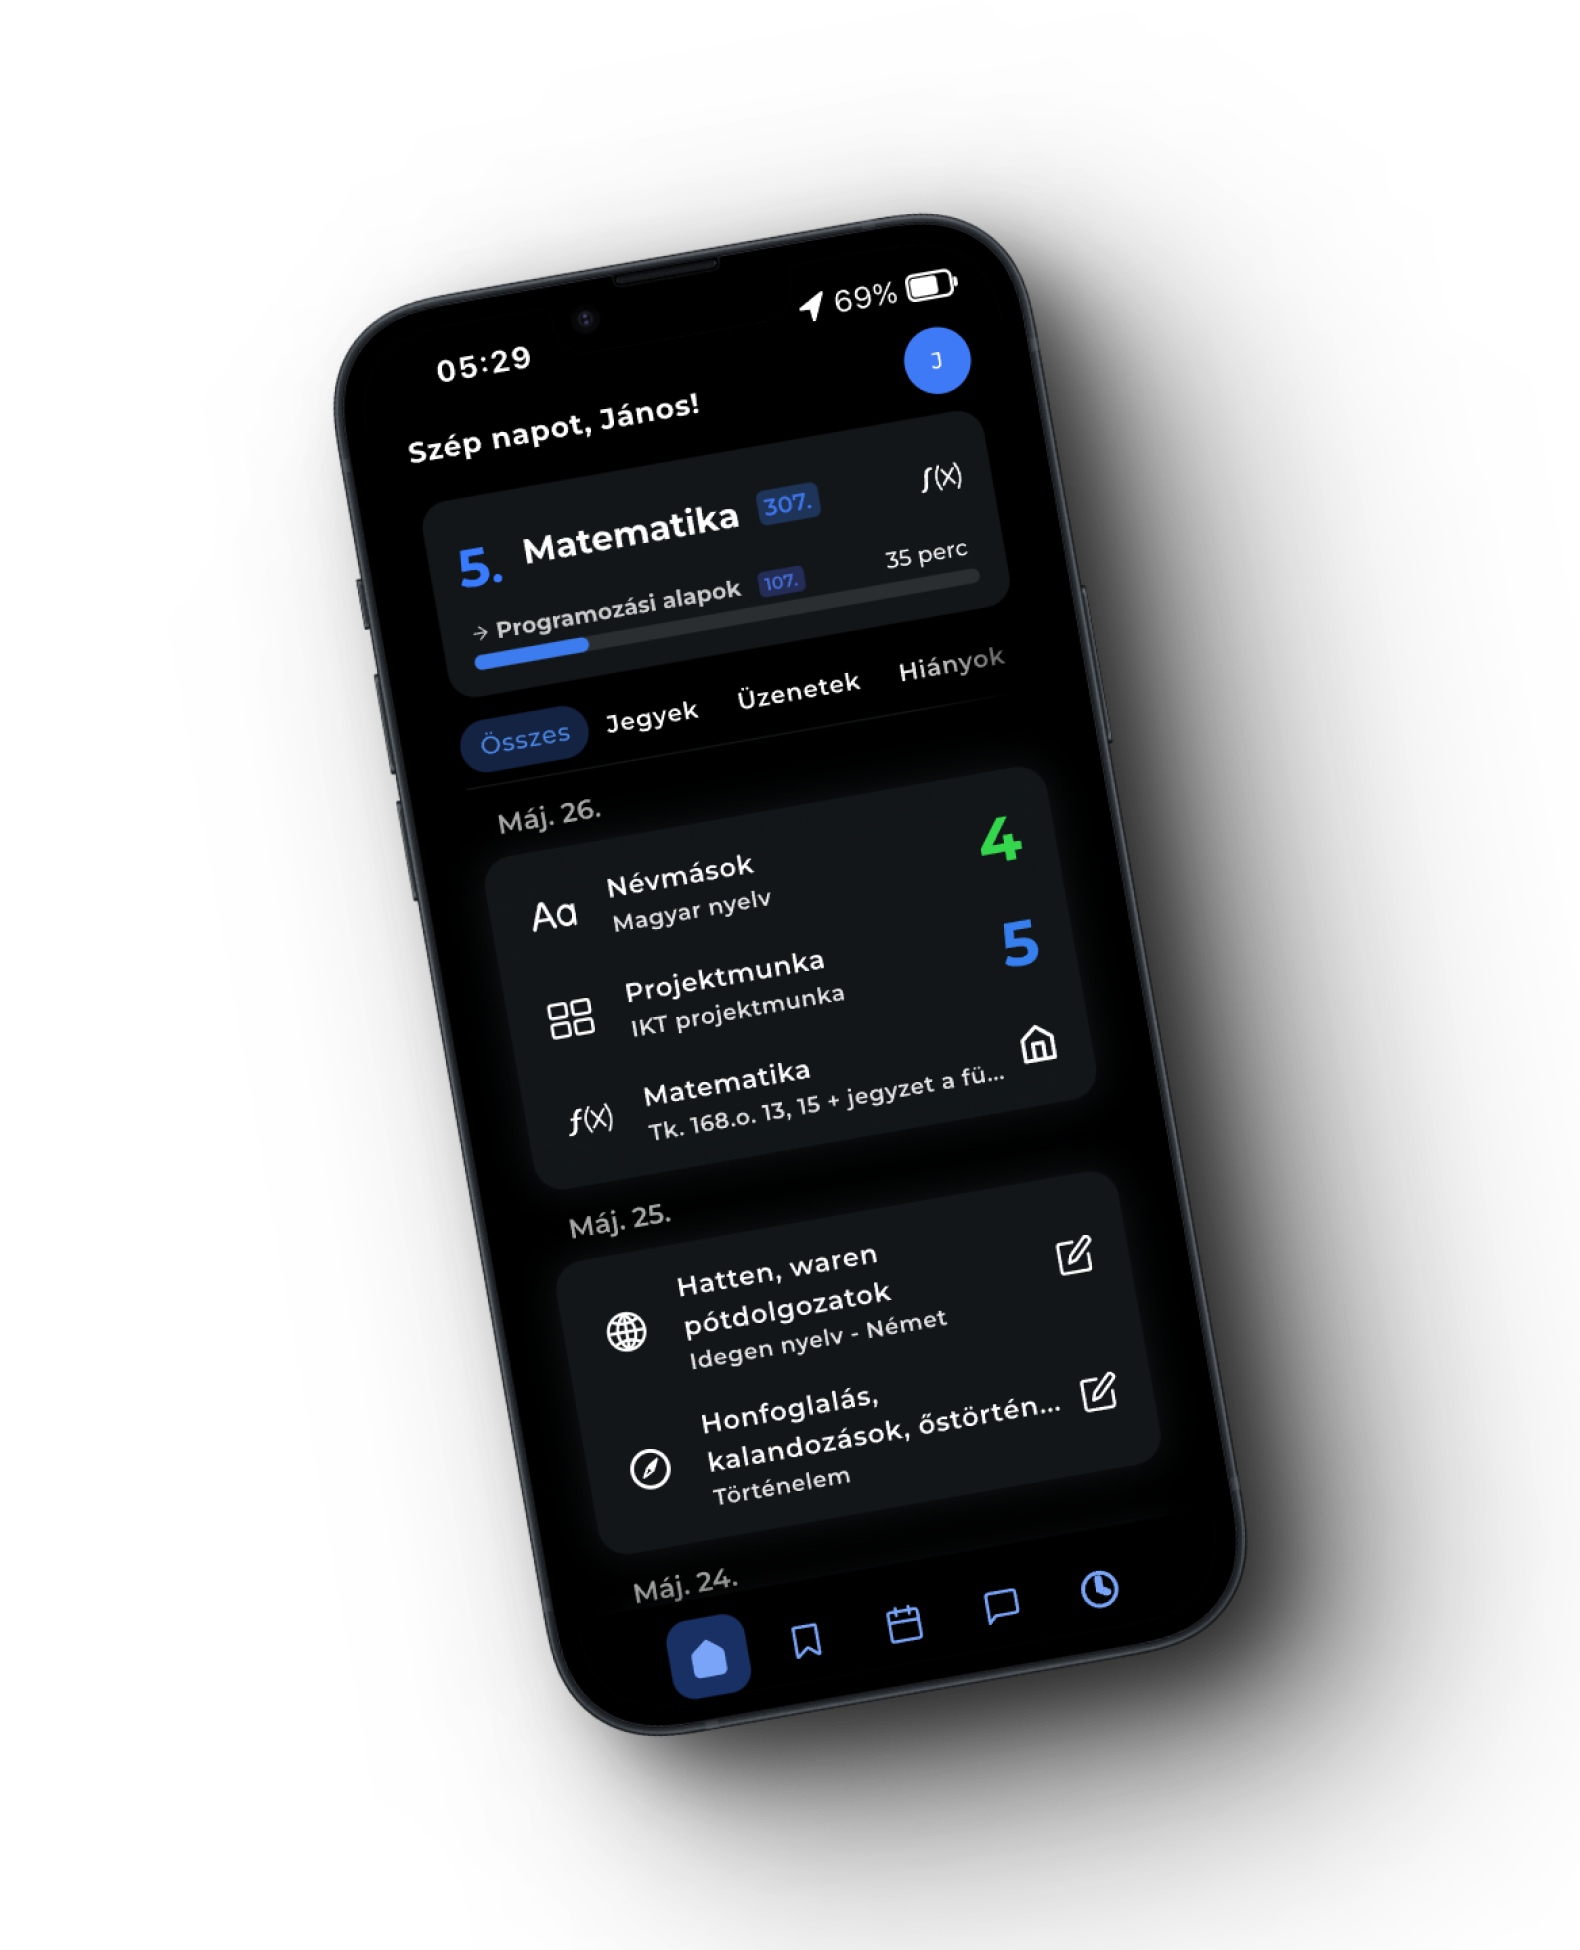 05:29
69%
Szép napot, János!
J
5. Matematika 307.
ƒ(x)
→ Programozási alapok 107.
35 perc
Összes Jegyek Üzenetek Hiányok
Máj. 26.
Aa
Névmások
Magyar nyelv
4
Projektmunka
IKT projektmunka
5
ƒ(x)
Matematika
Tk. 168.o. 13, 15 + jegyzet a fü...
Máj. 25.
Hatten, waren
pótdolgozatok
Idegen nyelv - Német
Honfoglalás,
kalandozások, őstörtén...
Történelem
Máj. 24.